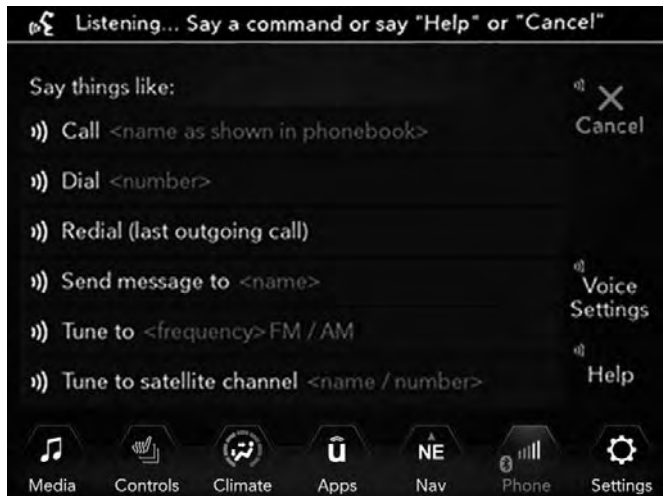 Listening... Say a command or say "Help" or "Cancel"
Say things like:
Cancel
Call <name as shown in phonebook>
Dial <number>
Redial (last outgoing call)
Send message to <name>
Voice
Settings
Tune to <frequency> FM / AM
Help
Tune to satellite channel <name / number>
û NE
Media Controls Climate Apps Nav Phone Settings